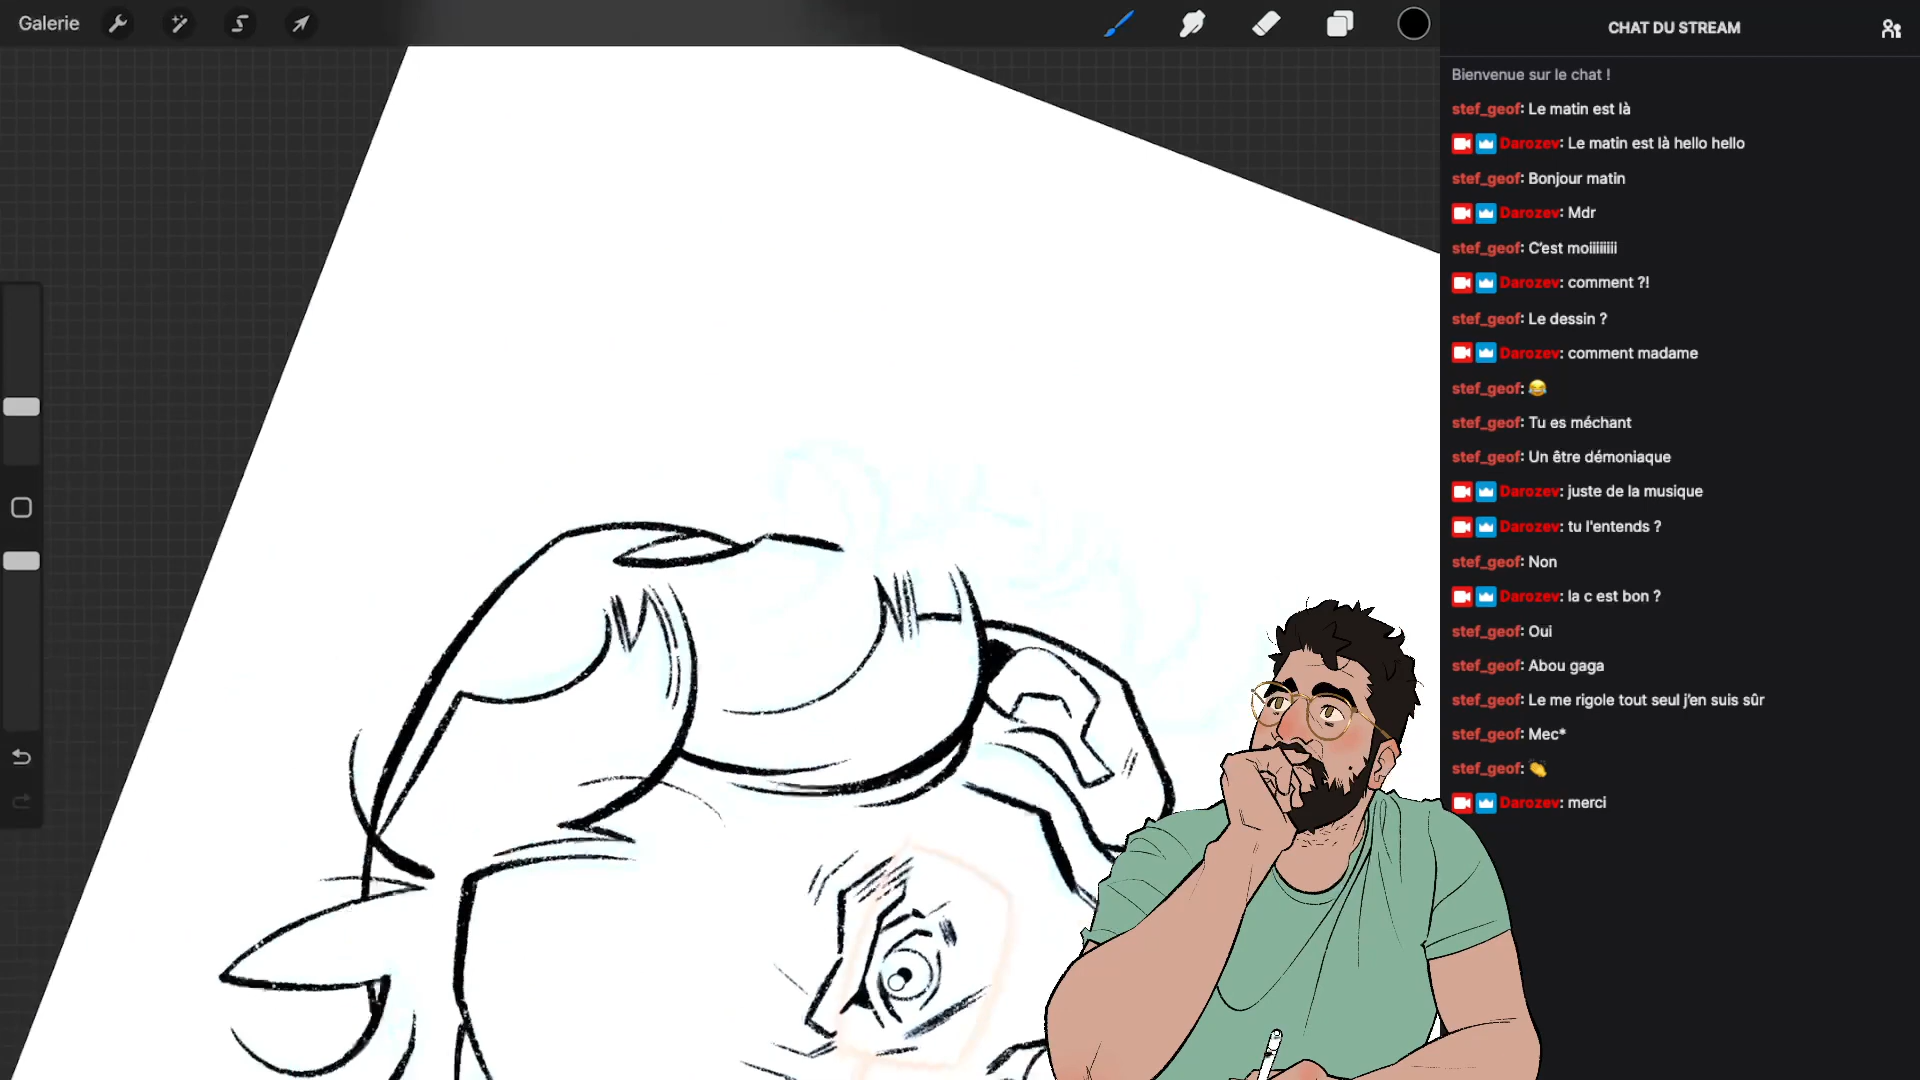 Galerie
CHAT DU STREAM
Bienvenue sur le chat !
stef_geof: Le matin est là
Darozev: Le matin est là hello hello
stef_geof: Bonjour matin
Darozev: Mdr
stef_geof: C'est moiiiiiiiii
Darozev: comment ?!
stef_geof: Le dessin ?
Darozev: comment madame
stef_geof: 😂
stef_geof: Tu es méchant
stef_geof: Un être démoniaque
Darozev: juste de la musique
Darozev: tu l'entends ?
stef_geof: Non
Darozev: la c est bon ?
stef_geof: Oui
stef_geof: Abou gaga
stef_geof: Le me rigole tout seul j'en suis sûr
stef_geof: Mec*
stef_geof: 👏
Darozev: merci